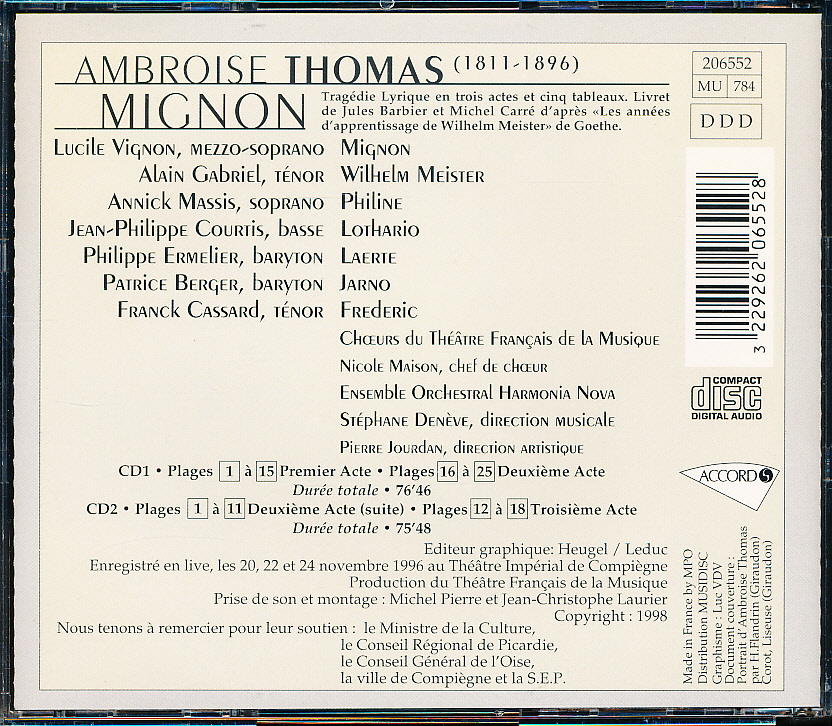 AMBROISE THOMAS (1811-1896)
MIGNON
Tragédie Lyrique en trois actes et cinq tableaux. Livret
de Jules Barbier et Michel Carré d'après «Les années
d'apprentissage de Wilhelm Meister» de Goethe.
206552
MU 784
DDD
Lucile Vignon, mezzo-soprano Mignon
Alain Gabriel, ténor Wilhelm Meister
Annick Massis, soprano Philine
Jean-Philippe Courtis, basse Lothario
Philippe Ermelier, baryton Laerte
Patrice Berger, baryton Jarno
Franck Cassard, ténor Frederic
Chœurs du Théâtre Français de la Musique
Nicole Maison, chef de chœur
Ensemble Orchestral Harmonia Nova
Stéphane Denève, direction musicale
Pierre Jourdan, direction artistique
CD1 • Plages 1 à 15 Premier Acte • Plages 16 à 25 Deuxième Acte
Durée totale • 76'46
CD2 • Plages 1 à 11 Deuxième Acte (suite) • Plages 12 à 18 Troisième Acte
Durée totale • 75'48
Editeur graphique: Heugel / Leduc
Enregistré en live, les 20, 22 et 24 novembre 1996 au Théâtre Impérial de Compiègne
Production du Théâtre Français de la Musique
Prise de son et montage : Michel Pierre et Jean-Christophe Laurier
Copyright : 1998
Nous tenons à remercier pour leur soutien : le Ministre de la Culture,
le Conseil Régional de Picardie,
le Conseil Général de l'Oise,
la ville de Compiègne et la S.E.P.
3 229262 065528
COMPACT
disc
DIGITAL AUDIO
ACCORD
Made in France by MPO
Distribution MUSIDISC
Graphisme : Luc VDV
Document couverture :
Portrait d'Ambroise Thomas
par H.Flandrin (Giraudon)
Corot, Liseuse (Giraudon)